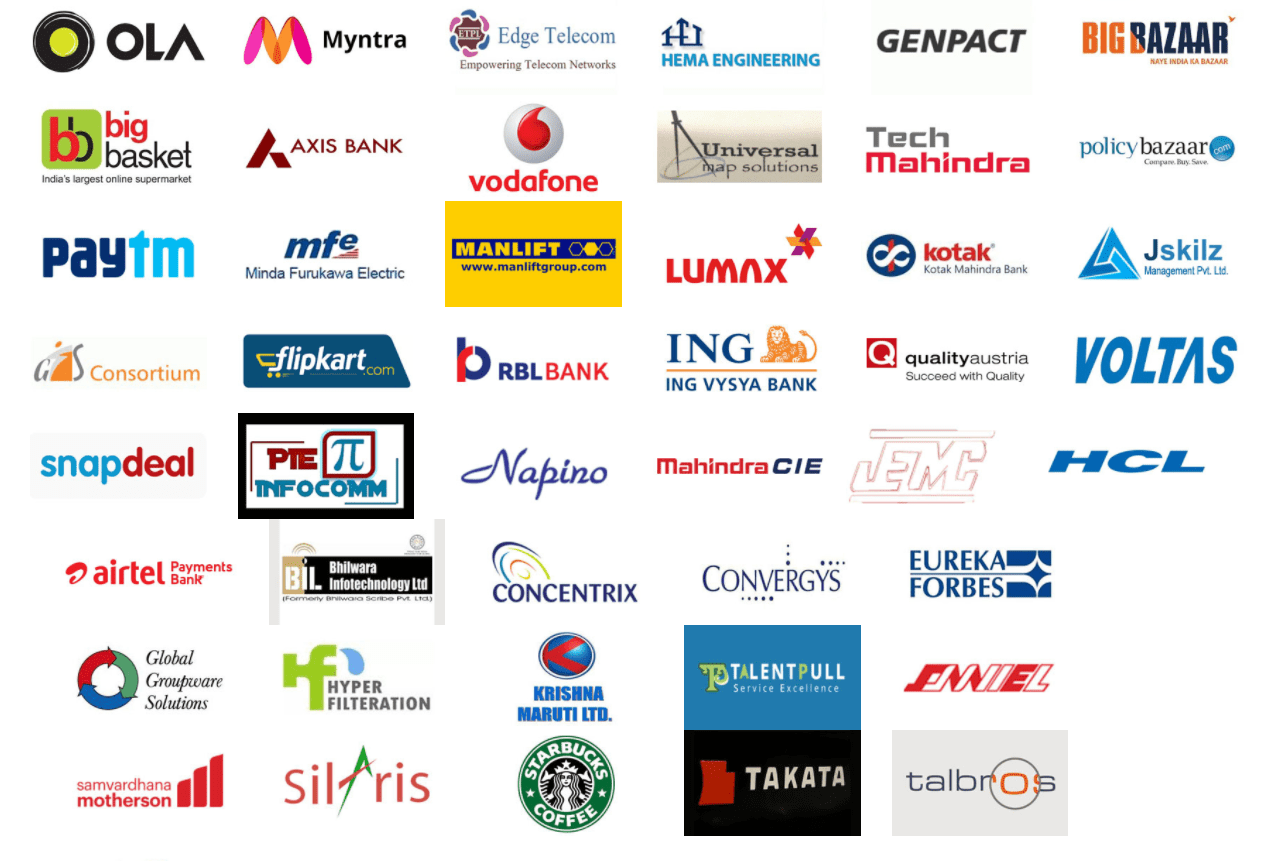 OLA
Myntra
ETPL
Edge Telecom
Empowering Telecom Networks
HEMA ENGINEERING
GENPACT
BIG BAZAAR
NAYE INDIA KA BAZAAR
bb
big
basket
India's largest online supermarket
AXIS BANK
vodafone
Universal
map solutions
Tech
Mahindra
policybazaar.com
Compare. Buy. Save.
paytm
mfe
Minda Furukawa Electric
MANLIFT
www.manliftgroup.com
LUMAX
kotak®
Kotak Mahindra Bank
Jskilz
Management Pvt. Ltd.
Consortium
flipkart.com
RBL BANK
ING
ING VYSYA BANK
Q
qualityaustria
Succeed with Quality
VOLTAS
snapdeal
PIE π
INFOCOMM
Napino
Mahindra CIE
JEMC
HCL
airtel
Payments
Bank
BIL
Bhilwara
Infotechnology Ltd
(Formerly Bhilwara Scribe Pvt. Ltd.)
CONCENTRIX
CONVERGYS
EUREKA
FORBES
Global
Groupware
Solutions
hf
HYPER
FILTERATION
KRISHNA
MARUTI LTD.
TALENTPULL
Service Excellence
samvardhana
motherson
Silaris
STARBUCKS
COFFEE
TAKATA
talbros